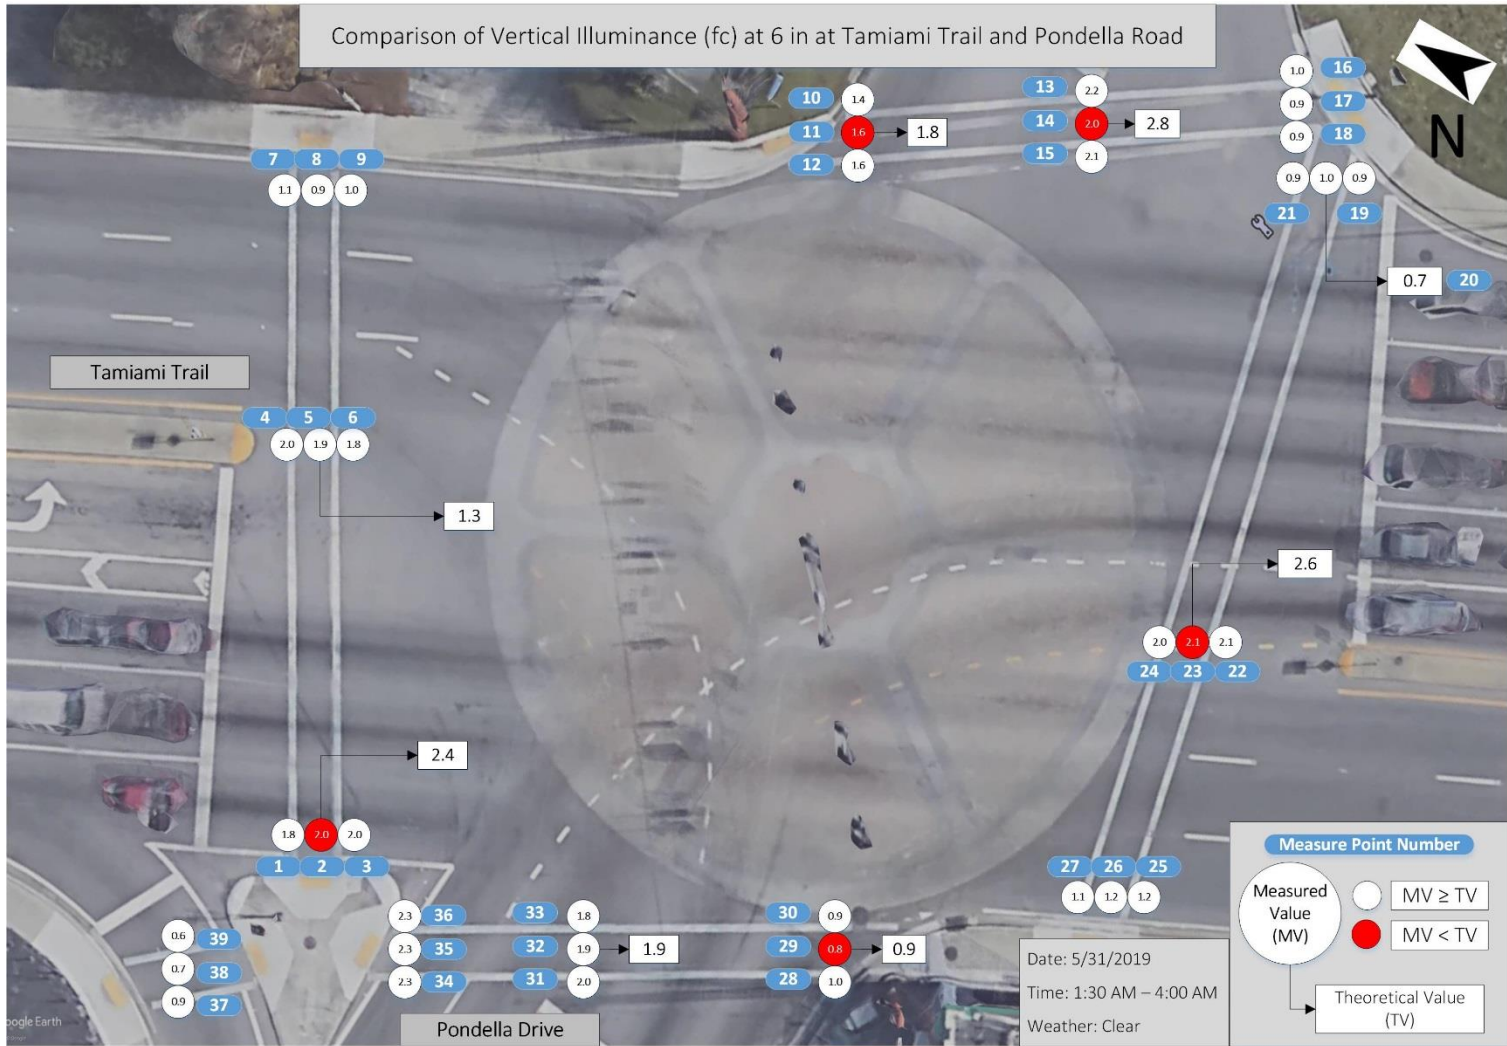 Comparison of Vertical Illuminance (fc) at 6 in at Tamiami Trail and Pondella Road
N
10 1.4
11 1.6 1.8
12 1.6
13 2.2
14 2.0 2.8
15 2.1
1.0 16
0.9 17
0.9 18
7 8 9
1.1 0.9 1.0
0.9 1.0 0.9
21 19
0.7 20
Tamiami Trail
4 5 6
2.0 1.9 1.8
1.3
2.6
2.0 2.1 2.1
24 23 22
2.4
1.8 2.0 2.0
1 2 3
27 26 25
1.1 1.2 1.2
0.6 39
0.7 38
0.9 37
2.3 36
2.3 35
2.3 34
33 1.8
32 1.9 1.9
31 2.0
30 0.9
29 0.8 0.9
28 1.0
Pondella Drive
Date: 5/31/2019
Time: 1:30 AM – 4:00 AM
Weather: Clear
Measure Point Number
Measured
Value
(MV)
MV ≥ TV
MV < TV
Theoretical Value
(TV)
oogle Earth